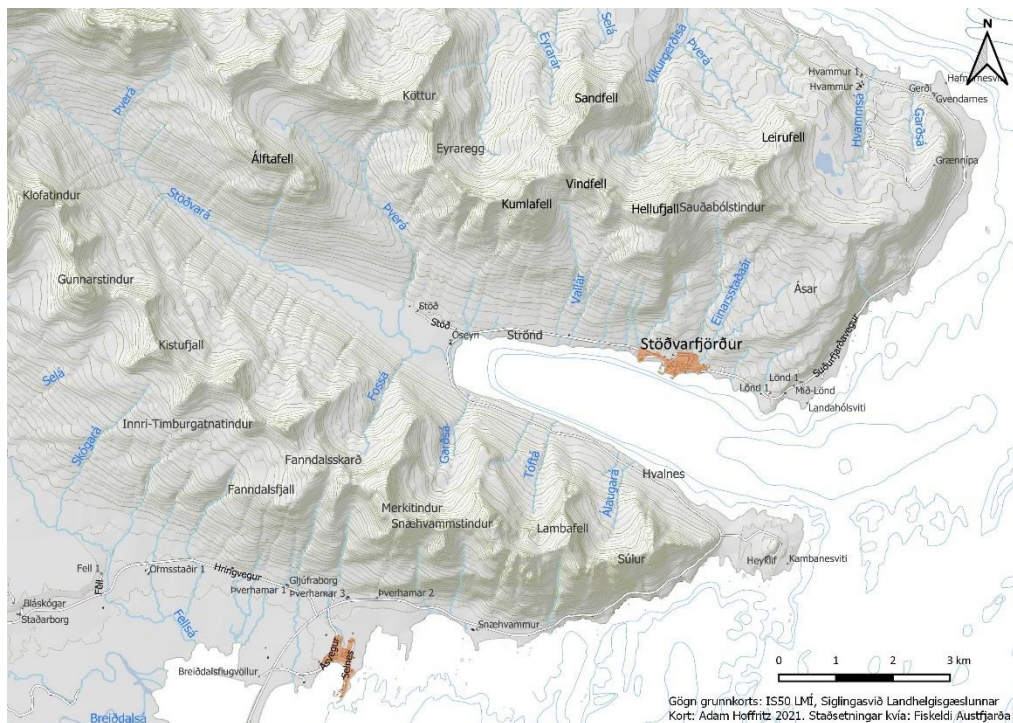 N
Selá
Eyrarár
Víkurgerðisá
Þverá
Hvammur 1
Hvammur 2
Gerði
Gvendarnes
Þverá
Köttur
Sandfell
Hvammsá
Garðsá
Leirufell
Eyraregg
Álftafell
Grænnípa
Vindfell
Klofatindur
Stöðvará
Þverá
Kumlafell
Hellufjall
Sauðabólstindur
Gunnarstindur
Vallár
Einarsstaðaár
Ásar
Stöð
Stöð
Óseyri
Strönd
Stöðvarfjörður
Suðurfjarðavegur
Kistufjall
Fossá
Lönd 1
Lönd 1
Mið-Lönd
Landahólsviti
Selá
Innri-Timburgatnatindur
Skógará
Garðsá
Tóftá
Álaugará
Hvalnes
Fanndalsskarð
Fanndalsfjall
Merkitindur
Snæhvammstindur
Lambafell
Súlur
Heyklif
Kambanesviti
Fell 1
Fell
Ormsstaðir 1
Hringvegur
Gljúfraborg
Þverhamar 1
Þverhamar 3
Þverhamar 2
Bláskógar
Staðarborg
Fellsá
Snæhvammur
Ásvegur
Selnes
Breiðdalsflugvöllur
Breiðdalsá
0 1 2 3 km
Gögn grunnkorts: IS50 LMÍ, Siglingasvið Landhelgisgæslunnar
Kort: Adam Hoffritz 2021. Staðsetningar kvía: Fiskeldi Austfjarða